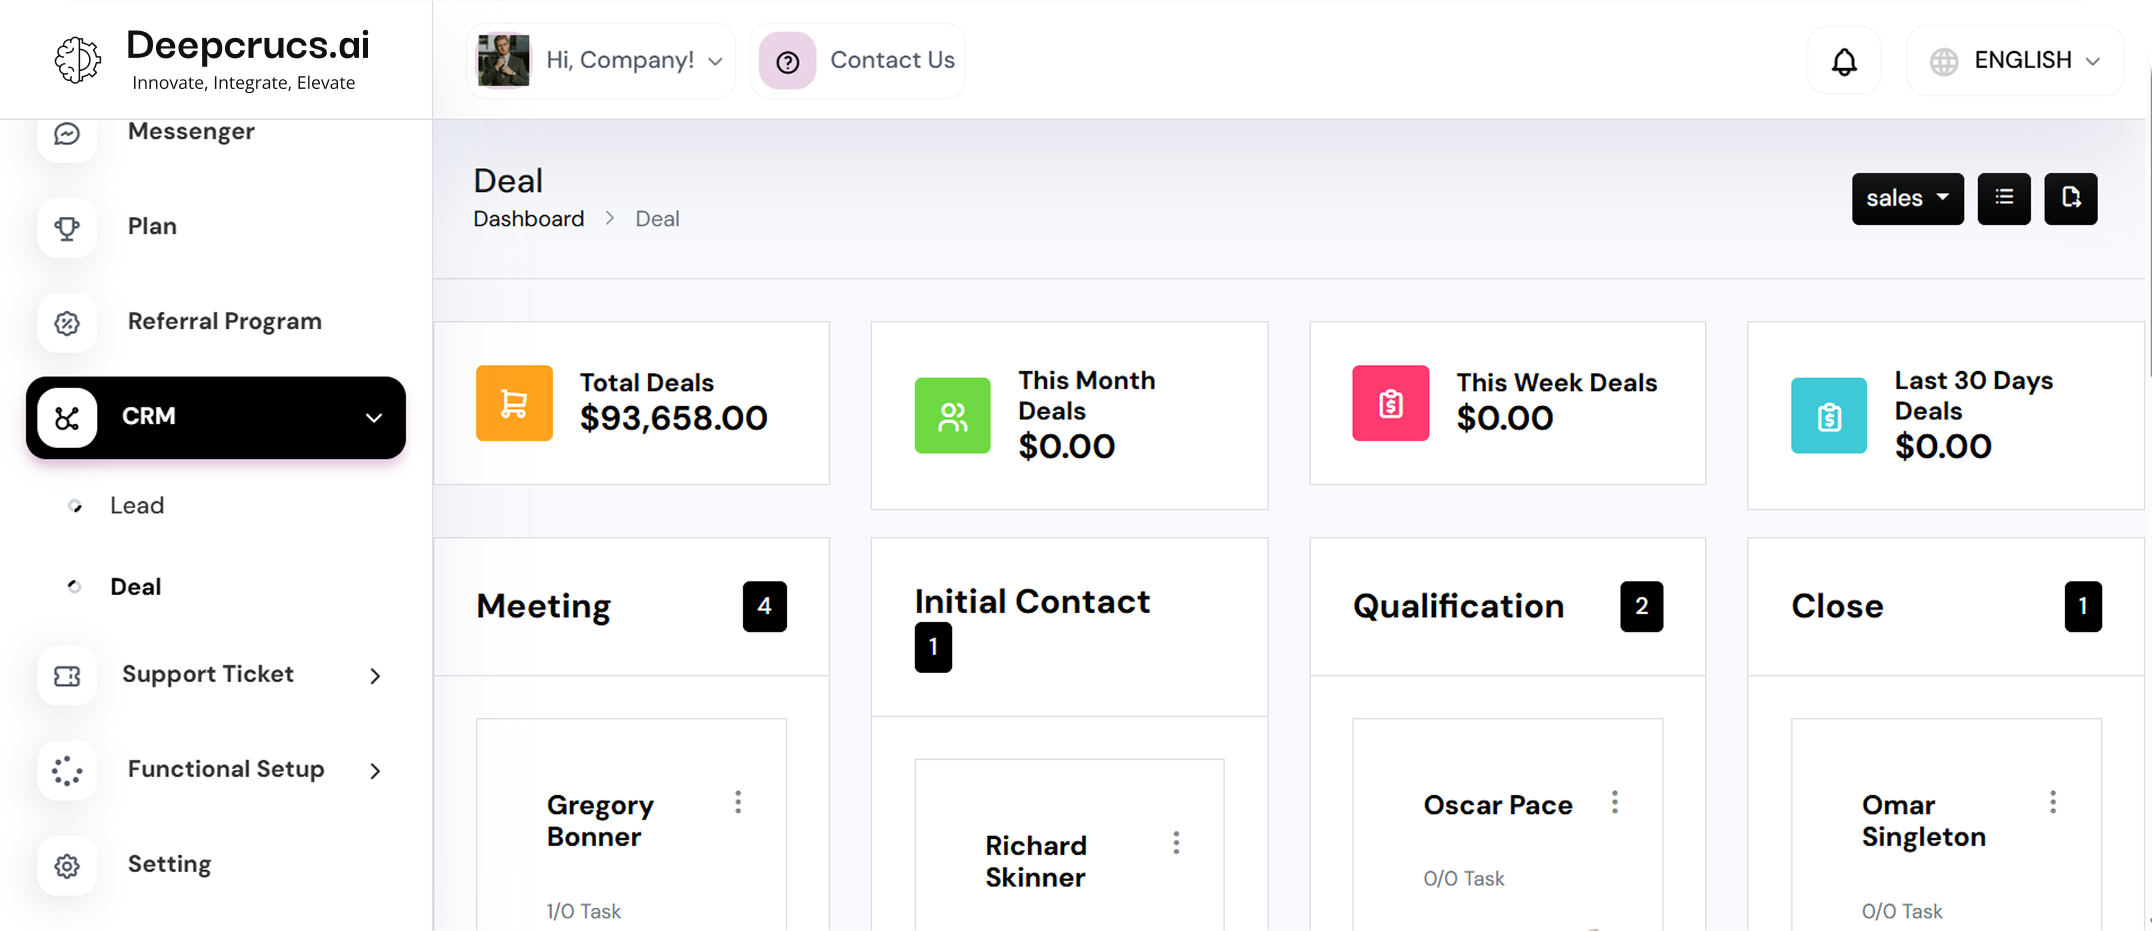 Deepcrucs.ai
Innovate, Integrate, Elevate
Hi, Company!
Contact Us
ENGLISH
Messenger
Plan
Referral Program
CRM
Lead
Deal
Support Ticket
Functional Setup
Setting
Deal
Dashboard > Deal
sales
Total Deals
$93,658.00
This Month
Deals
$0.00
This Week Deals
$0.00
Last 30 Days
Deals
$0.00
Meeting 4
Initial Contact
1
Qualification 2
Close 1
Gregory
Bonner
1/0 Task
Richard
Skinner
Oscar Pace
0/0 Task
Omar
Singleton
0/0 Task